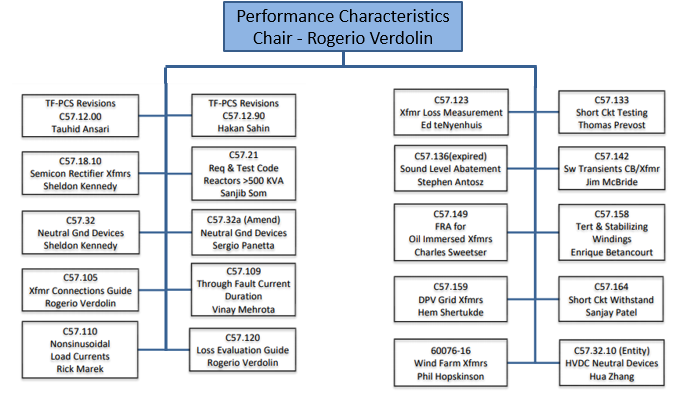 Performance Characteristics
Chair - Rogerio Verdolin
TF-PCS Revisions
C57.12.00
Tauhid Ansari
TF-PCS Revisions
C57.12.90
Hakan Sahin
C57.18.10
Semicon Rectifier Xfmrs
Sheldon Kennedy
C57.21
Req & Test Code
Reactors >500 KVA
Sanjib Som
C57.32
Neutral Gnd Devices
Sheldon Kennedy
C57.32a (Amend)
Neutral Gnd Devices
Sergio Panetta
C57.105
Xfmr Connections Guide
Rogerio Verdolin
C57.109
Through Fault Current
Duration
Vinay Mehrota
C57.110
Nonsinusoidal
Load Currents
Rick Marek
C57.120
Loss Evaluation Guide
Rogerio Verdolin
C57.123
Xfmr Loss Measurement
Ed teNyenhuis
C57.133
Short Ckt Testing
Thomas Prevost
C57.136(expired)
Sound Level Abatement
Stephen Antosz
C57.142
Sw Transients CB/Xfmr
Jim McBride
C57.149
FRA for
Oil Immersed Xfmrs
Charles Sweetser
C57.158
Tert & Stabilizing
Windings
Enrique Betancourt
C57.159
DPV Grid Xfmrs
Hem Shertukde
C57.164
Short Ckt Withstand
Sanjay Patel
60076-16
Wind Farm Xfmrs
Phil Hopskinson
C57.32.10 (Entity)
HVDC Neutral Devices
Hua Zhang